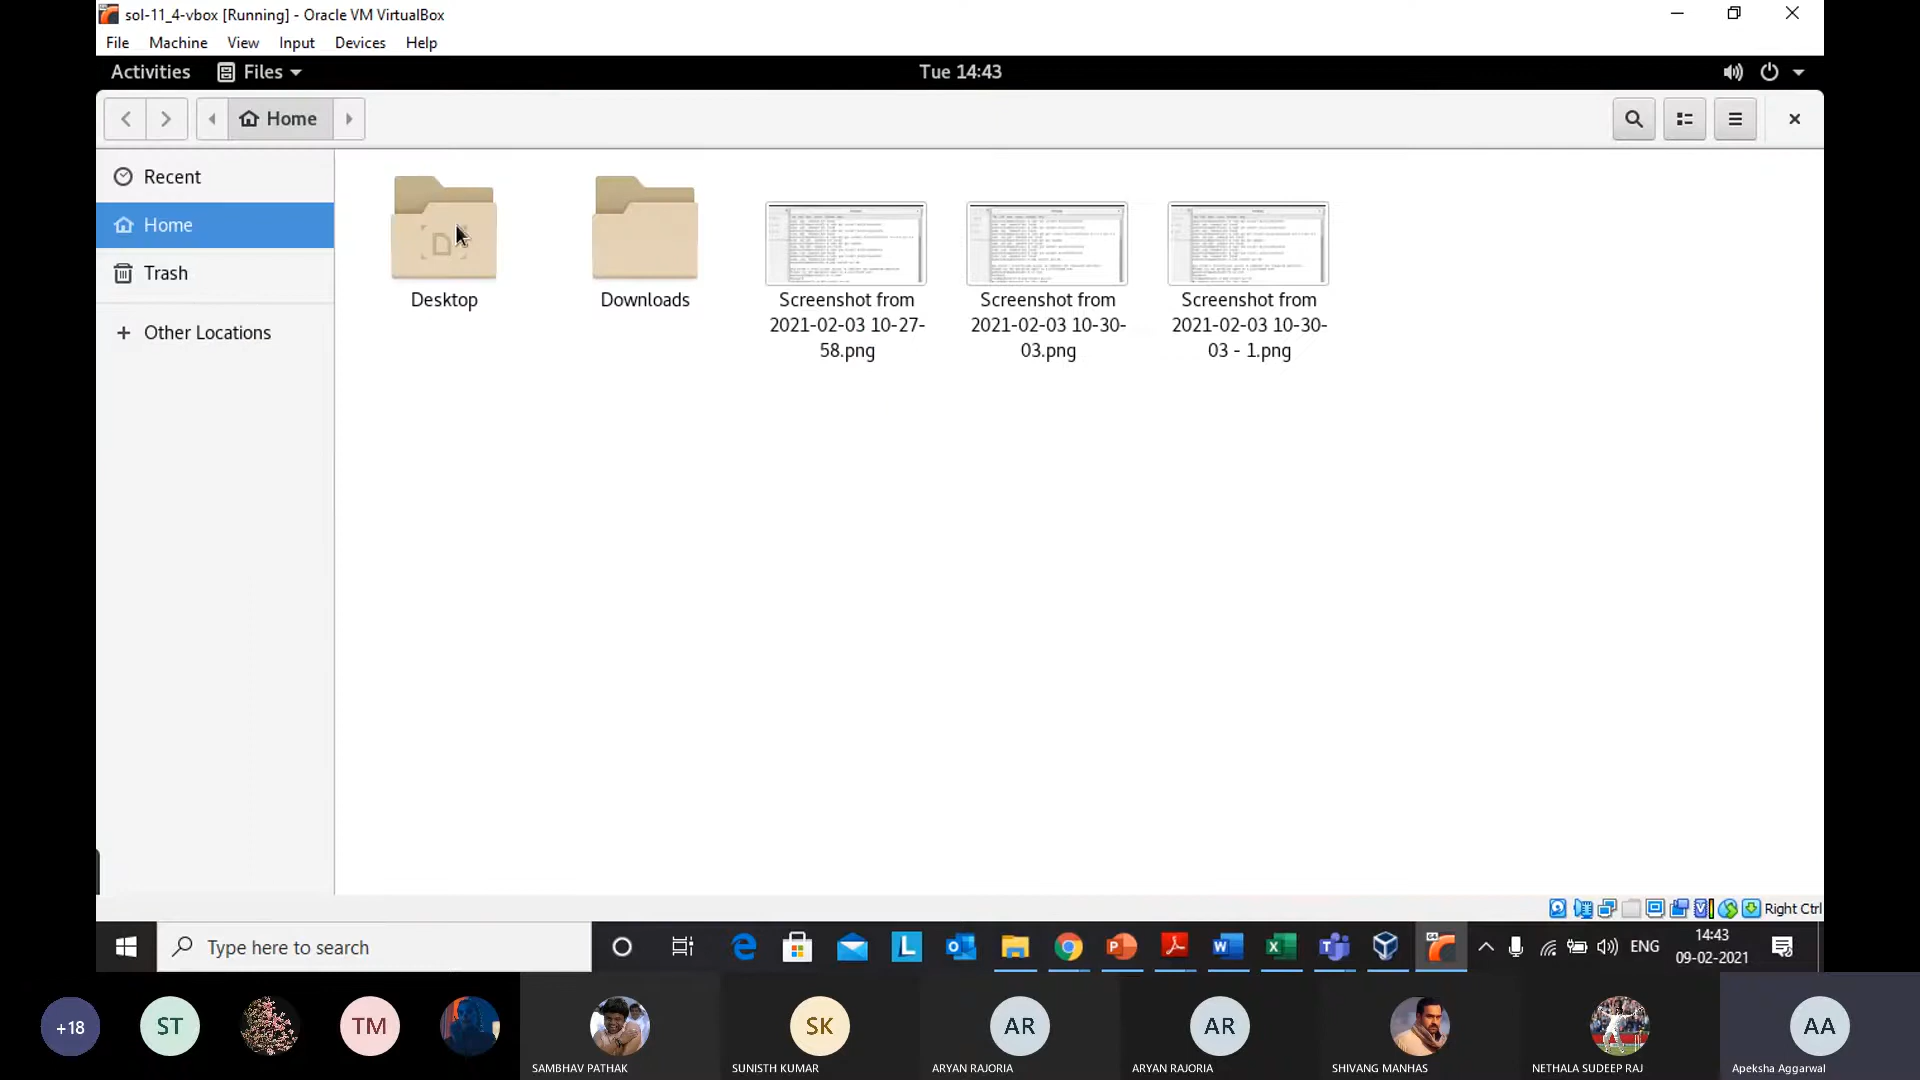 sol-11_4-vbox [Running] - Oracle VM VirtualBox
File Machine View Input Devices Help
Activities Files Tue 14:43
Home
Recent
Home
Trash
Other Locations
Desktop
Downloads
Screenshot from
2021-02-03 10-27-
58.png
Screenshot from
2021-02-03 10-30-
03.png
Screenshot from
2021-02-03 10-30-
03 - 1.png
Right Ctrl
Type here to search
L
ENG
14:43
09-02-2021
+18
ST
TM
SK
AR
AR
AA
SAMBHAV PATHAK
SUNISTH KUMAR
ARYAN RAJORIA
ARYAN RAJORIA
SHIVANG MANHAS
NETHALA SUDEEP RAJ
Apeksha Aggarwal